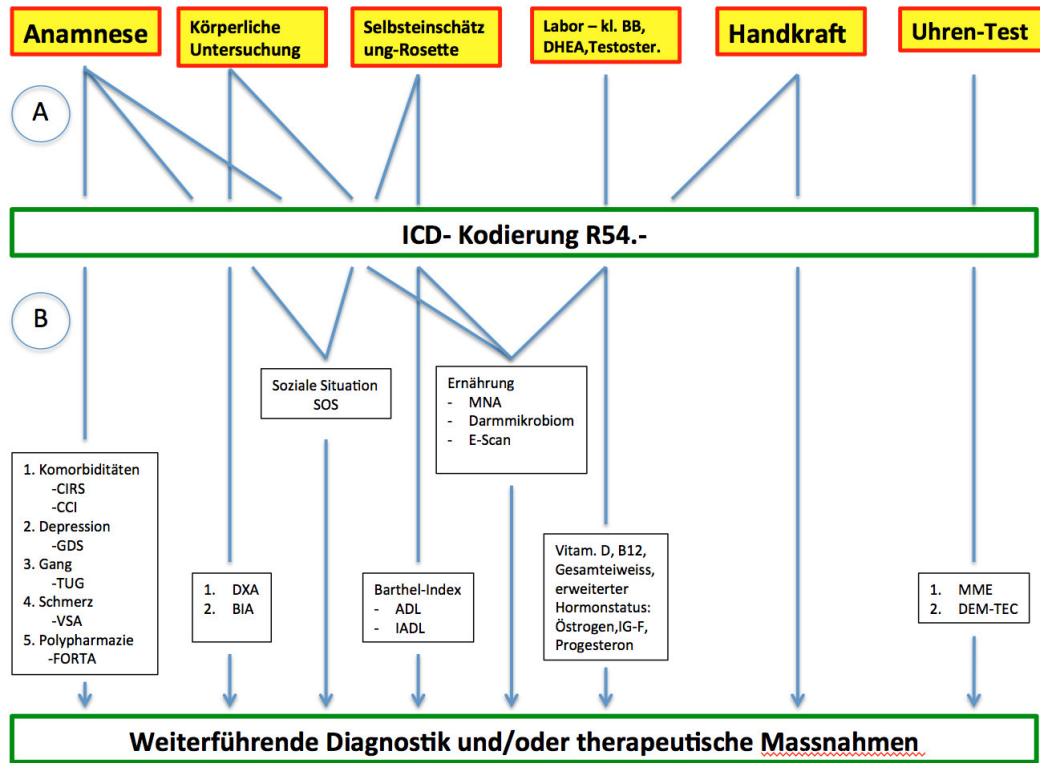 Anamnese
Körperliche
Untersuchung
Selbsteinschätz
ung-Rosette
Labor – kl. BB,
DHEA,Testoster.
Handkraft
Uhren-Test
A
ICD- Kodierung R54.-
B
Soziale Situation
SOS
Ernährung
- MNA
- Darmmikrobiom
- E-Scan
1. Komorbiditäten
-CIRS
-CCI
2. Depression
-GDS
3. Gang
-TUG
4. Schmerz
-VSA
5. Polypharmazie
-FORTA
1. DXA
2. BIA
Barthel-Index
- ADL
- IADL
Vitam. D, B12,
Gesamteiweiss,
erweiterter
Hormonstatus:
Östrogen,IG-F,
Progesteron
1. MME
2. DEM-TEC
Weiterführende Diagnostik und/oder therapeutische Massnahmen